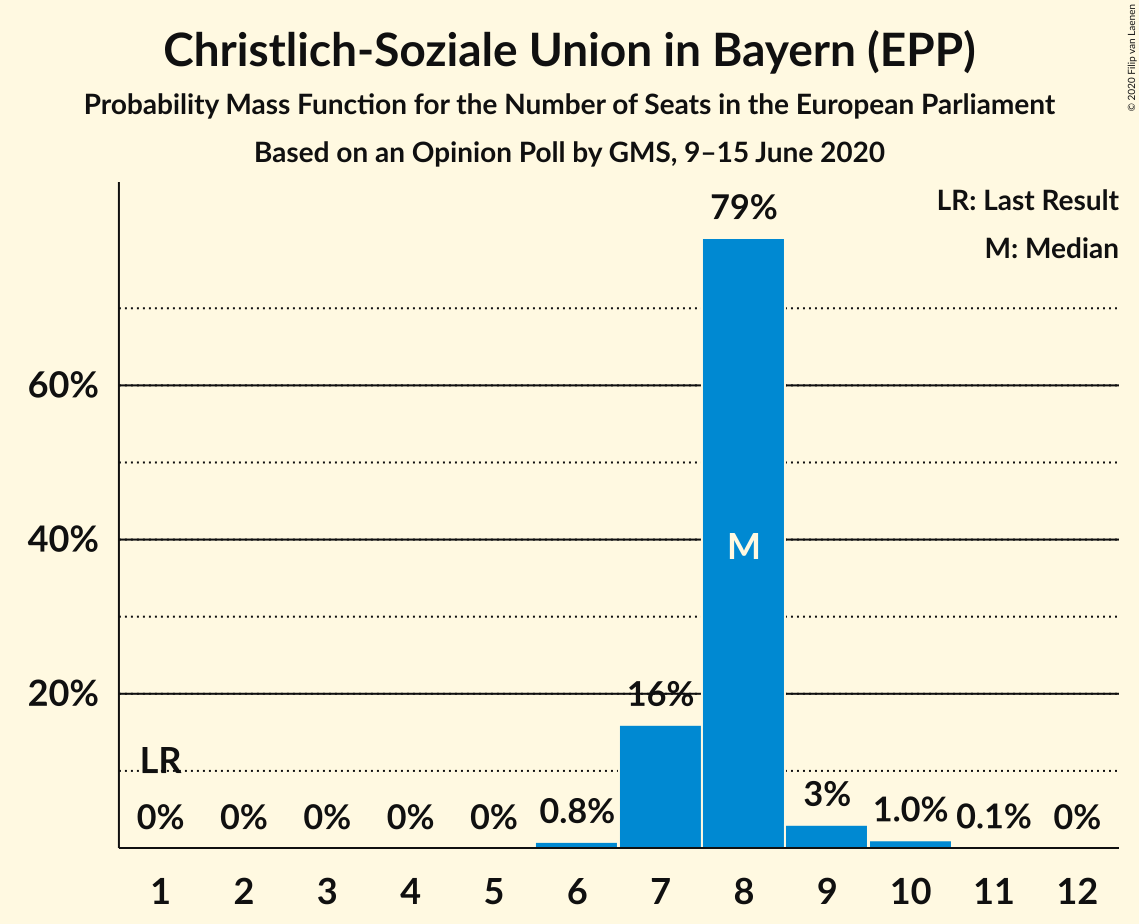 Christlich-Soziale Union in Bayern (EPP)
Probability Mass Function for the Number of Seats in the European Parliament
Based on an Opinion Poll by GMS, 9–15 June 2020
© 2020 Filip van Laenen
LR: Last Result
M: Median
79%
60%
40%
M
20%
16%
LR
0% 0% 0% 0% 0% 0.8% 3% 1.0% 0.1% 0%
1 2 3 4 5 6 7 8 9 10 11 12